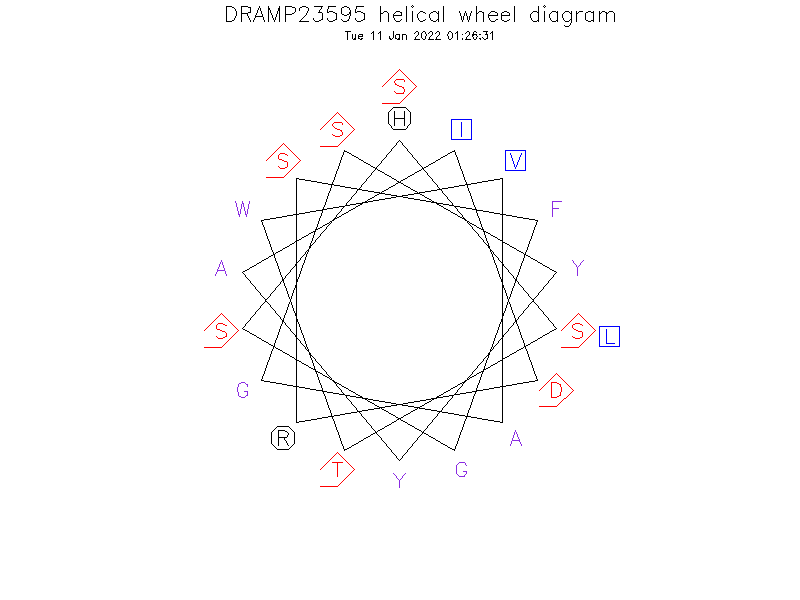 DRAMP23595 helical wheel diagram
Tue 11 Jan 2022 01:26:31
S
S H I
S V
W F
A Y
S S L
G D
R A
T Y G